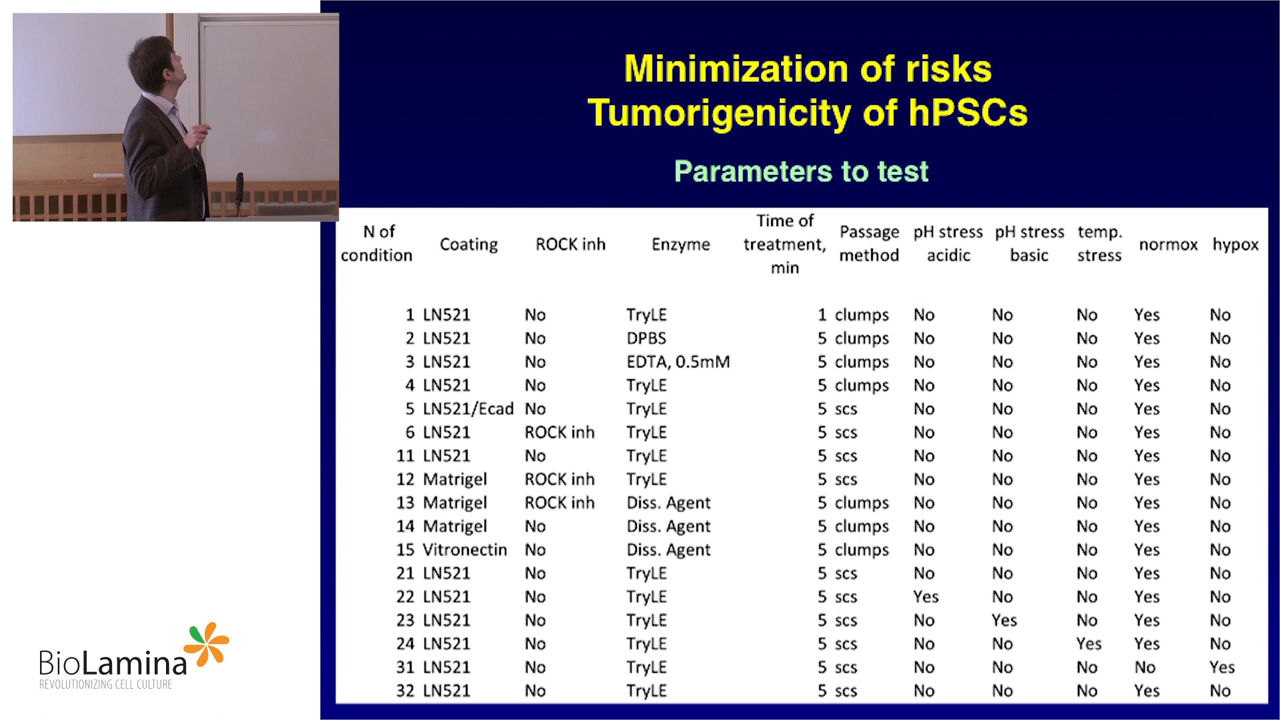 Minimization of risks
Tumorigenicity of hPSCs
Parameters to test
N of condition Coating ROCK inh Enzyme Time of treatment, min Passage method pH stress acidic pH stress basic temp. stress normox hypox
1 LN521 No TryLE 1 clumps No No No Yes No
2 LN521 No DPBS 5 clumps No No No Yes No
3 LN521 No EDTA, 0.5mM 5 clumps No No No Yes No
4 LN521 No TryLE 5 clumps No No No Yes No
5 LN521/Ecad No TryLE 5 scs No No No Yes No
6 LN521 ROCK inh TryLE 5 scs No No No Yes No
11 LN521 No TryLE 5 scs No No No Yes No
12 Matrigel ROCK inh TryLE 5 scs No No No Yes No
13 Matrigel ROCK inh Diss. Agent 5 clumps No No No Yes No
14 Matrigel No Diss. Agent 5 clumps No No No Yes No
15 Vitronectin No Diss. Agent 5 clumps No No No Yes No
21 LN521 No TryLE 5 scs No No No Yes No
22 LN521 No TryLE 5 scs Yes No No Yes No
23 LN521 No TryLE 5 scs No Yes No Yes No
24 LN521 No TryLE 5 scs No No Yes Yes No
31 LN521 No TryLE 5 scs No No No No Yes
32 LN521 No TryLE 5 scs No No No Yes No
BioLamina
REVOLUTIONIZING CELL CULTURE